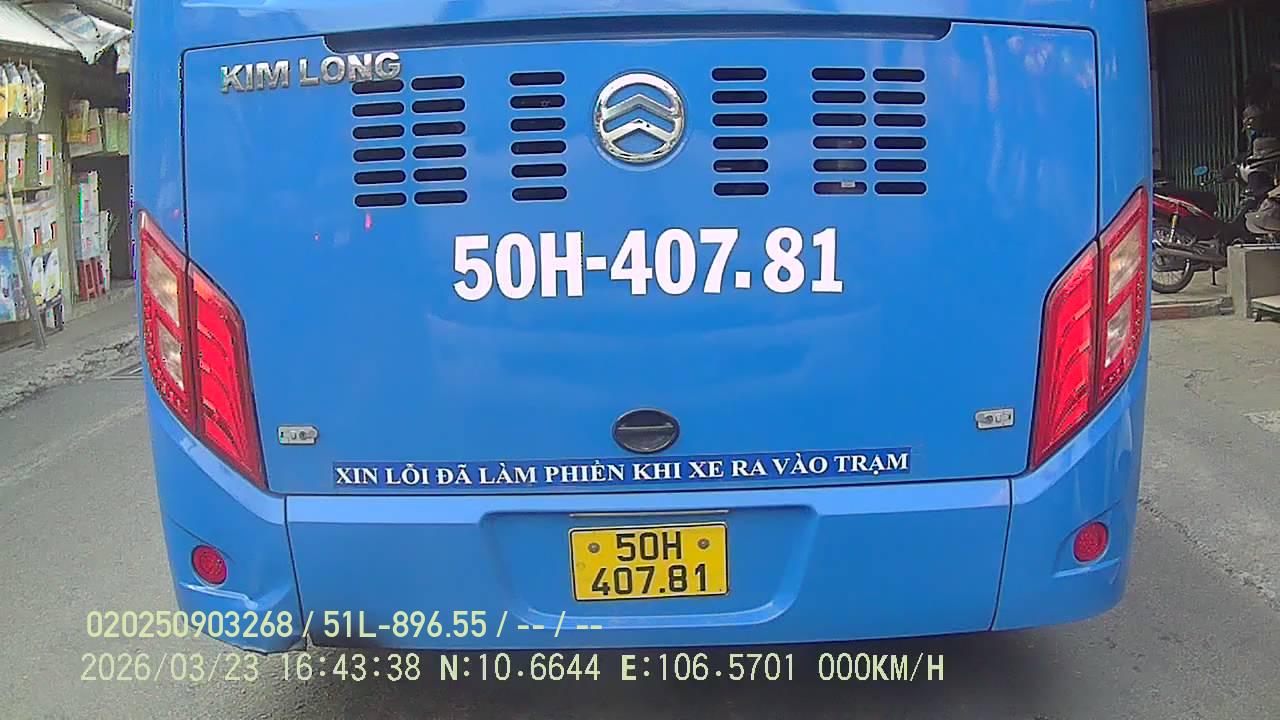 KIM LONG
50H-407.81
XIN LỖI ĐÃ LÀM PHIỀN KHI XE RA VÀO TRẠM
50H
407.81
020250903268 / 51L-896.55 / -- / --
2026/03/23 16:43:38 N:10.6644 E:106.5701 000KM/H